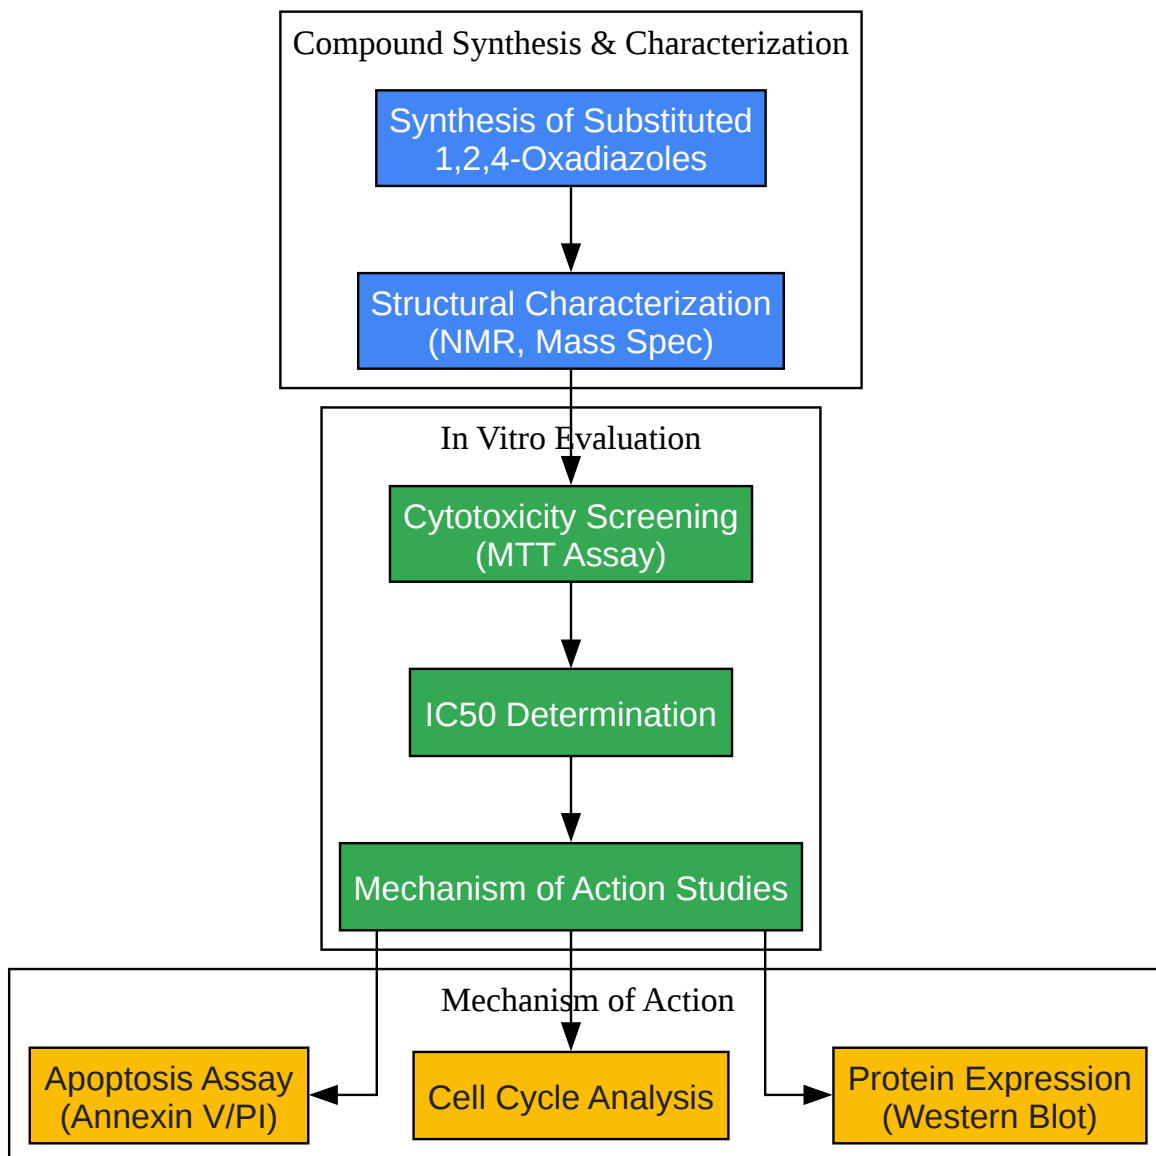 Compound Synthesis & Characterization
Synthesis of Substituted
1,2,4-Oxadiazoles
Structural Characterization
(NMR, Mass Spec)
In Vitro Evaluation
Cytotoxicity Screening
(MTT Assay)
IC50 Determination
Mechanism of Action Studies
Mechanism of Action
Apoptosis Assay
(Annexin V/PI)
Cell Cycle Analysis
Protein Expression
(Western Blot)